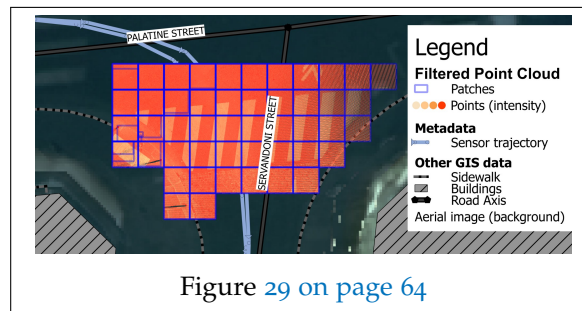 PALATINE STREET
SERVANDONI STREET
Legend
Filtered Point Cloud
Patches
Points (intensity)
Metadata
Sensor trajectory
Other GIS data
Sidewalk
Buildings
Road Axis
Aerial image (background)
Figure 29 on page 64